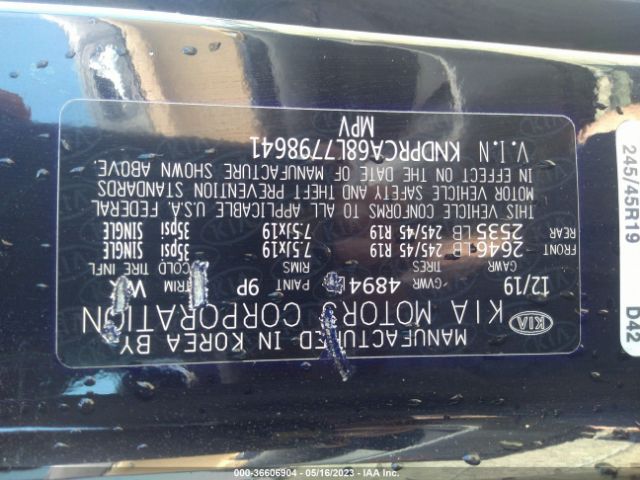 MANUFACTURED IN KOREA BY
KIA KIA MOTORS CORPORATION
12/19 GVWR 4894 PAINT 9P TRIM
GAWR TIRES RIMS COLD TIRE INFL
FRONT 2646 LB 245/45 R19 7.5Jx19 35psi SINGLE
REAR 2535 LB 245/45 R19 7.5Jx19 35psi SINGLE
THIS VEHICLE CONFORMS TO ALL APPLICABLE U.S.A. FEDERAL
MOTOR VEHICLE SAFETY AND THEFT PREVENTION STANDARDS
IN EFFECT ON DATE OF MANUFACTURE SHOWN ABOVE.
V.I.N KNDPRCA68L7798641
MPV
245/45R19
D42
000-36606904 - 05/16/2023 - IAA Inc.